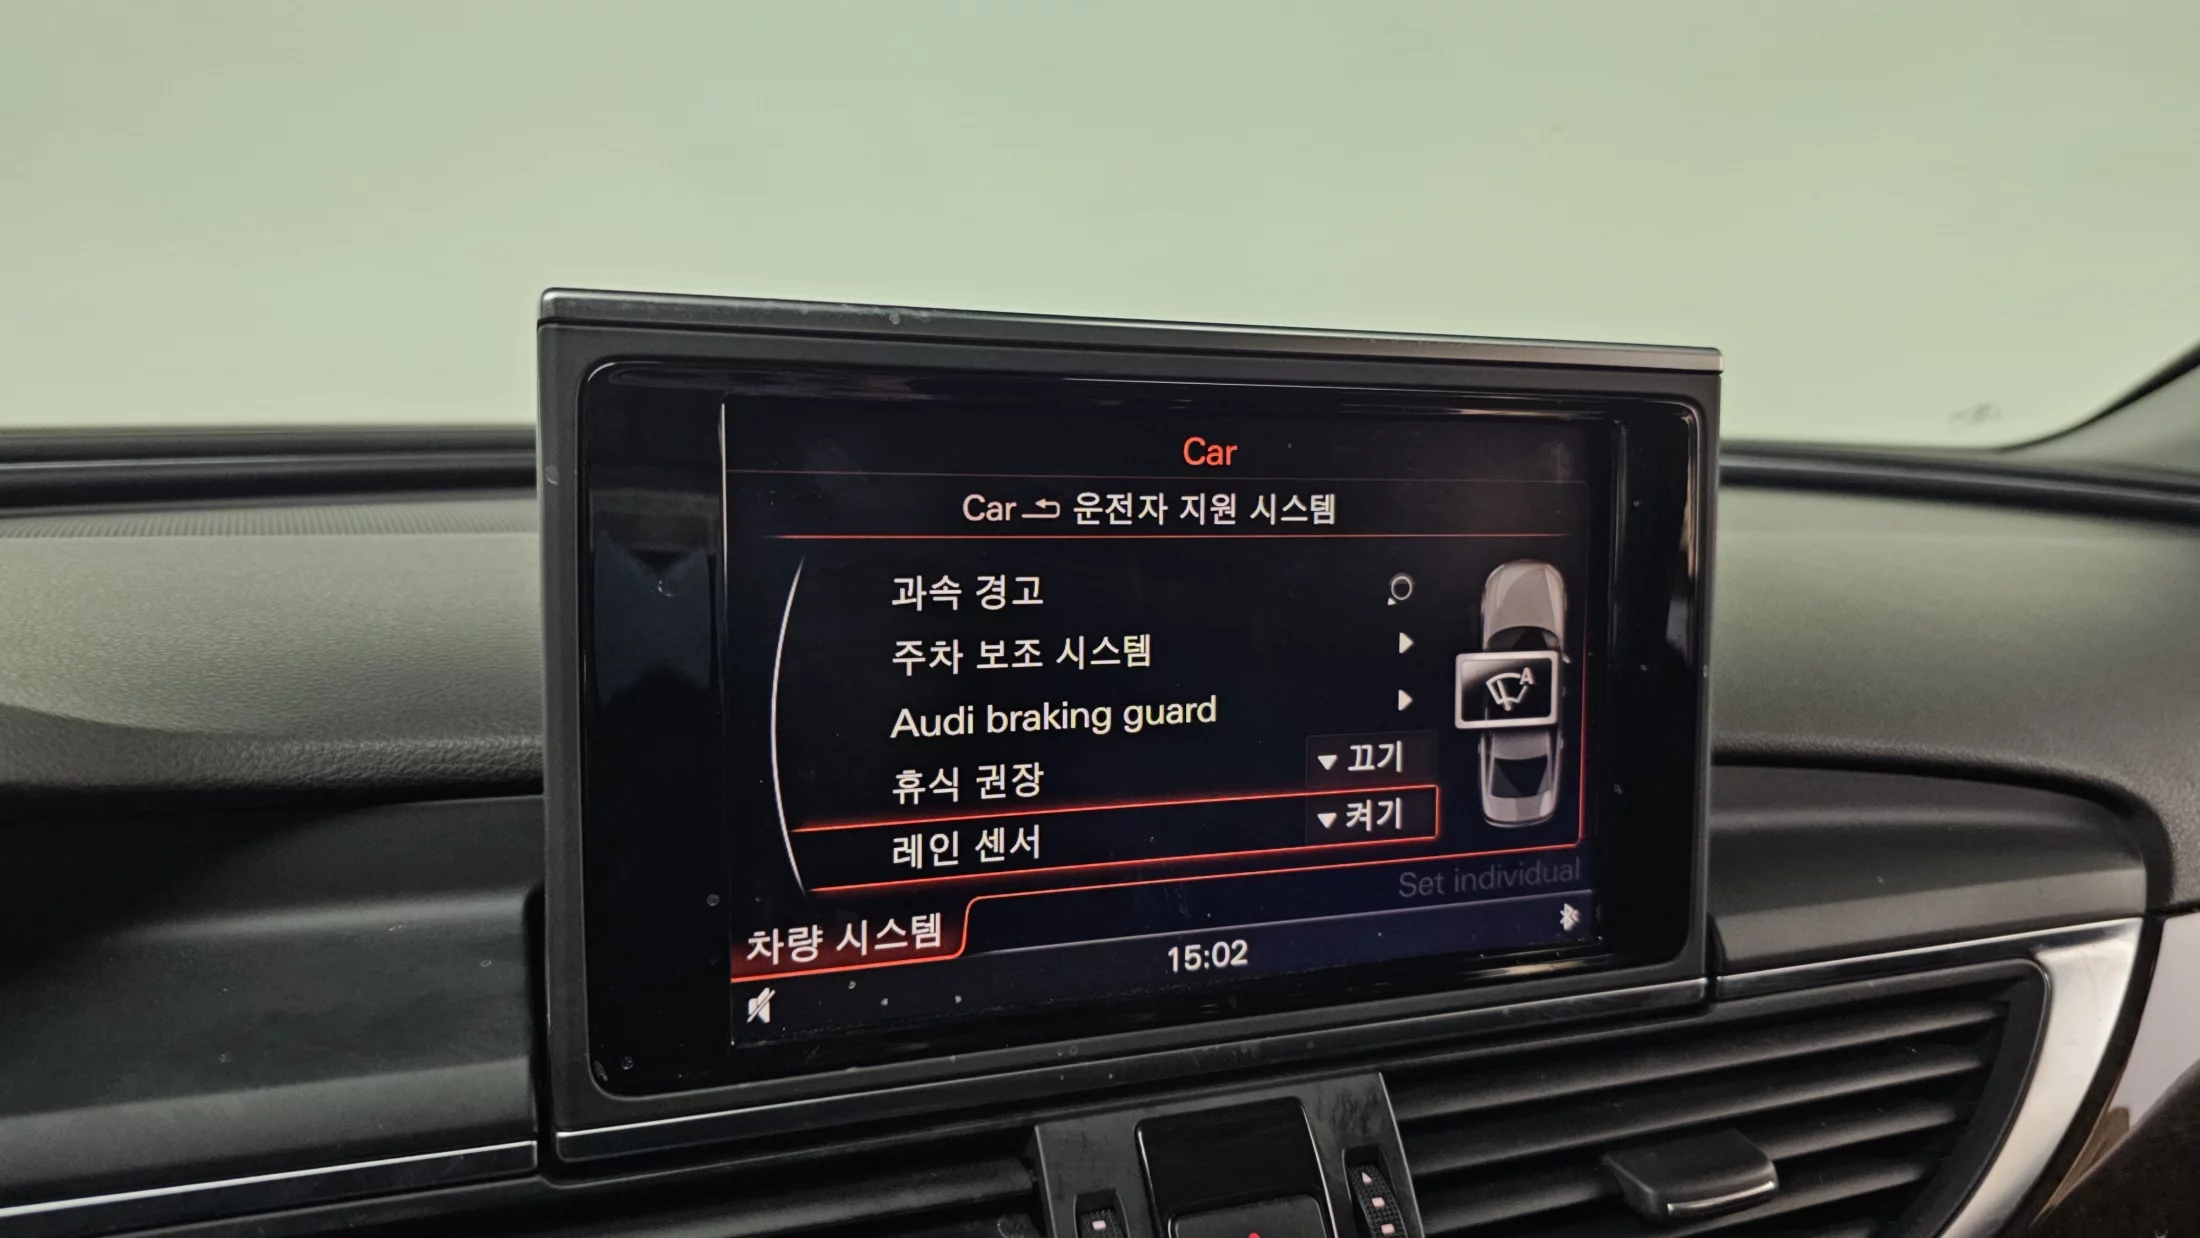 Car
Car 운전자 지원 시스템
과속 경고
주차 보조 시스템
Audi braking guard
휴식 권장 끄기
레인 센서 켜기
A
Set individual
차량 시스템
15:02